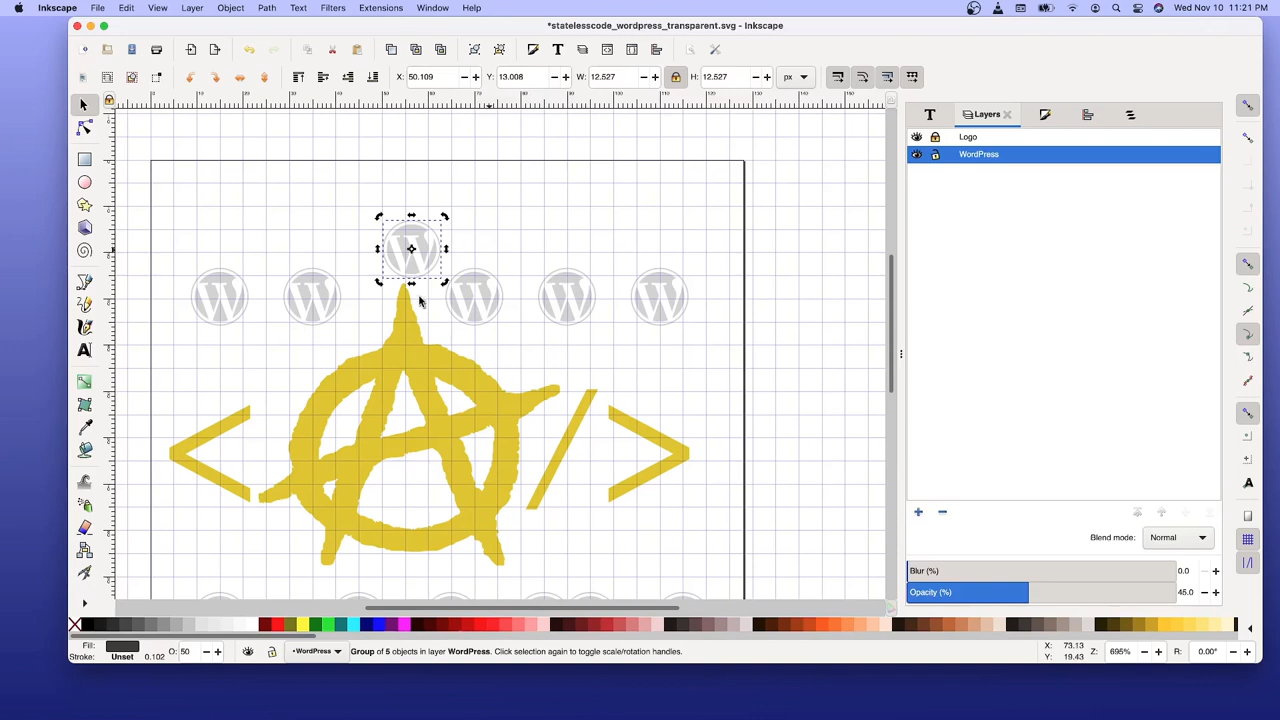 Inkscape File Edit View Layer Object Path Text Filters Extensions Window Help Wed Nov 10 11:21 PM
*statelesscode_wordpress_transparent.svg - Inkscape
X: 50.109 Y: 13.008 W: 12.527 H: 12.527 px
Layers
Logo
WordPress
Blend mode: Normal
Blur (%) 0.0
Opacity (%) 45.0
Fill:
Stroke: Unset 0.102
O: 50
•WordPress
Group of 5 objects in layer WordPress. Click selection again to toggle scale/rotation handles.
X: 73.13
Y: 19.43
Z: 695%
R: 0.00°